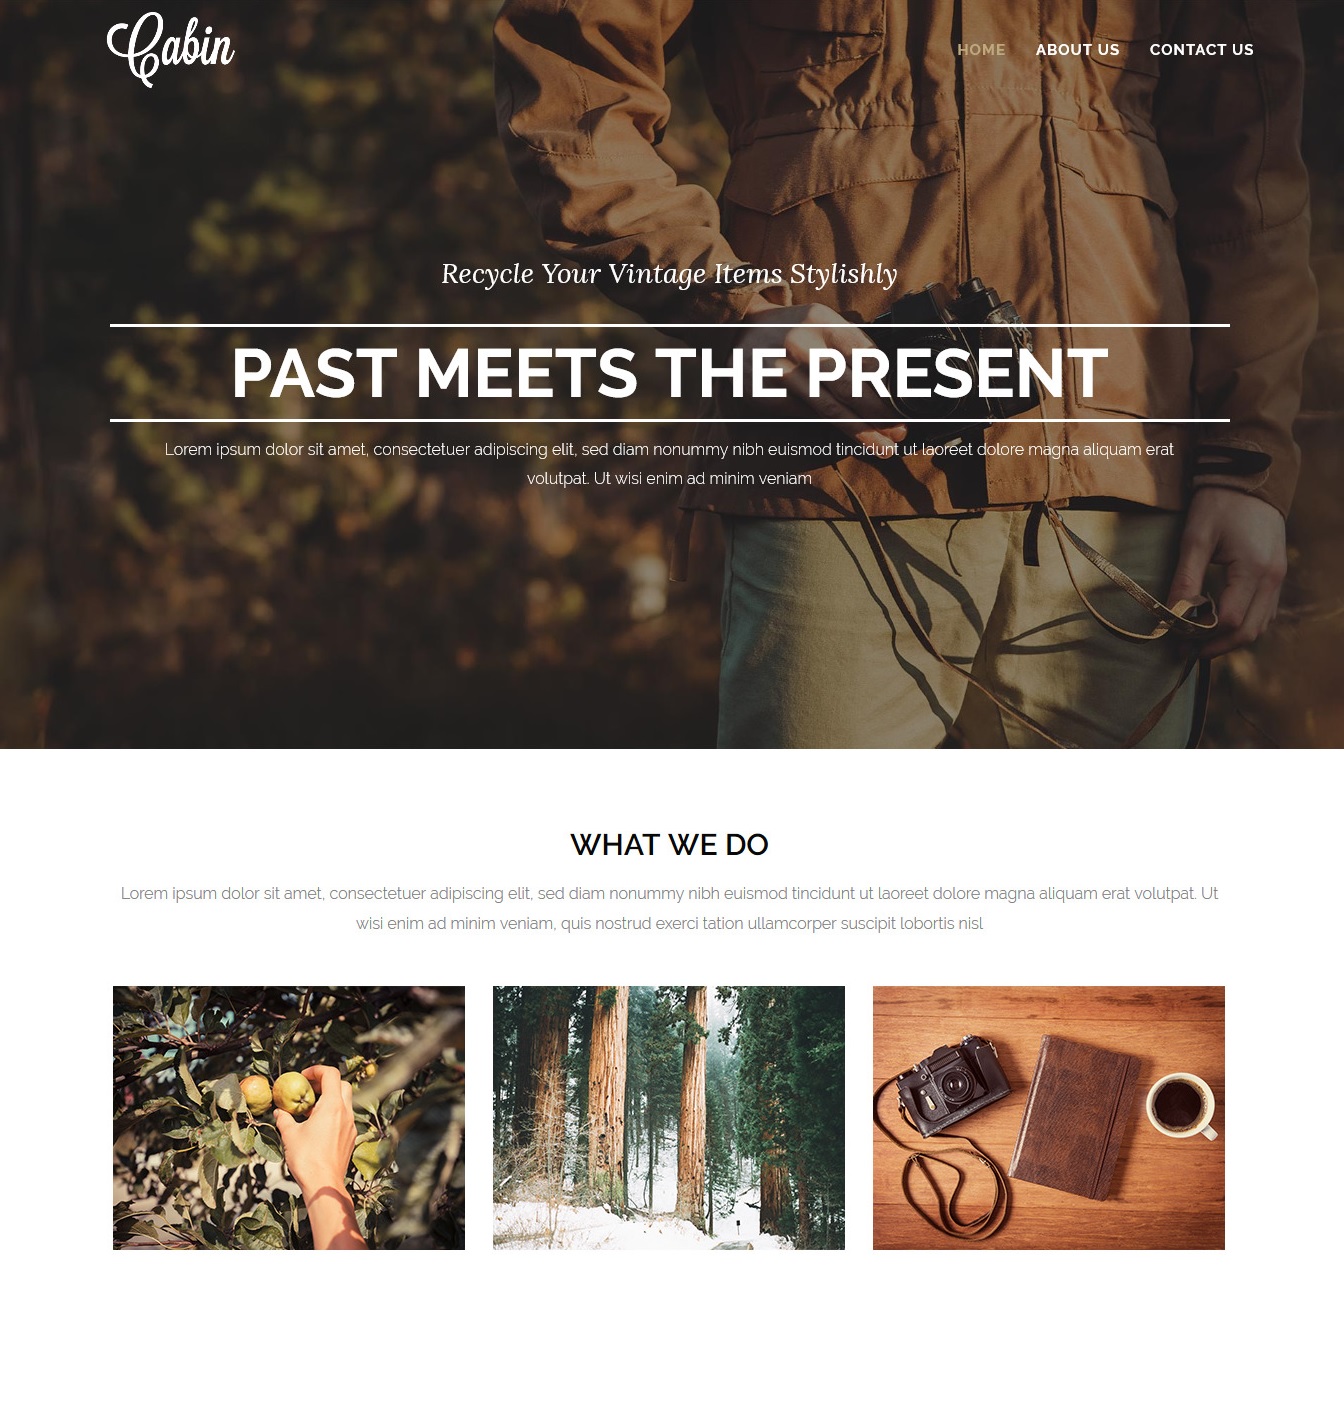 Cabin
HOME ABOUT US CONTACT US
Recycle Your Vintage Items Stylishly
PAST MEETS THE PRESENT
Lorem ipsum dolor sit amet, consectetuer adipiscing elit, sed diam nonummy nibh euismod tincidunt ut laoreet dolore magna aliquam erat
volutpat. Ut wisi enim ad minim veniam
WHAT WE DO
Lorem ipsum dolor sit amet, consectetuer adipiscing elit, sed diam nonummy nibh euismod tincidunt ut laoreet dolore magna aliquam erat volutpat. Ut
wisi enim ad minim veniam, quis nostrud exerci tation ullamcorper suscipit lobortis nisl